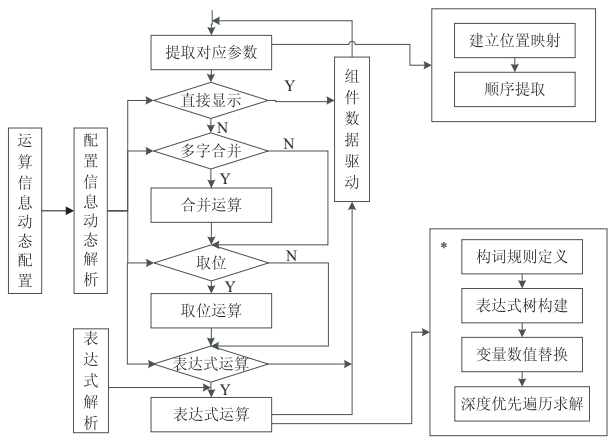 提取对应参数
直接显示
Y
N
多字合并
N
Y
合并运算
取位
N
Y
取位运算
表达式运算
Y
表达式运算
运算信息动态配置
配置信息动态解析
表达式解析
组件数据驱动
建立位置映射
顺序提取
*
构词规则定义
表达式树构建
变量数值替换
深度优先遍历求解